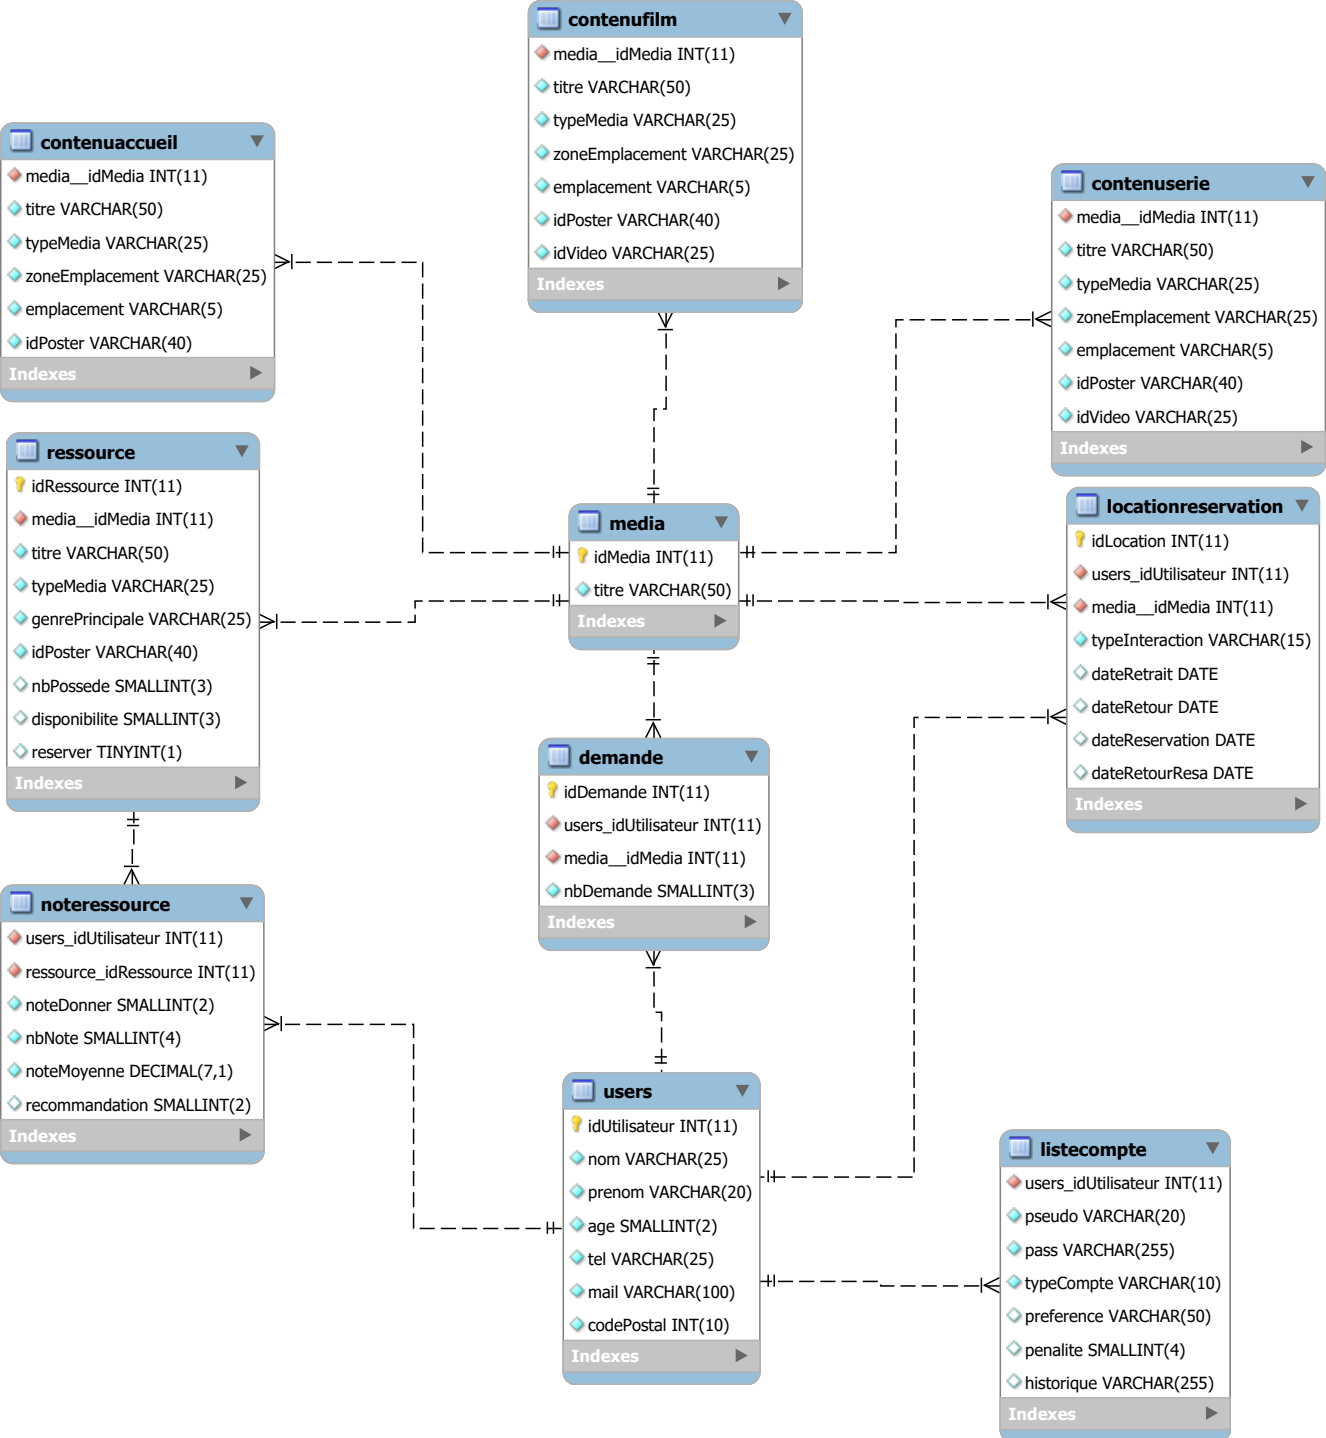 contenufilm
media__idMedia INT(11)
titre VARCHAR(50)
typeMedia VARCHAR(25)
zoneEmplacement VARCHAR(25)
emplacement VARCHAR(5)
idPoster VARCHAR(40)
idVideo VARCHAR(25)
Indexes
contenuaccueil
media__idMedia INT(11)
titre VARCHAR(50)
typeMedia VARCHAR(25)
zoneEmplacement VARCHAR(25)
emplacement VARCHAR(5)
idPoster VARCHAR(40)
Indexes
contenuserie
media__idMedia INT(11)
titre VARCHAR(50)
typeMedia VARCHAR(25)
zoneEmplacement VARCHAR(25)
emplacement VARCHAR(5)
idPoster VARCHAR(40)
idVideo VARCHAR(25)
Indexes
ressource
idRessource INT(11)
media__idMedia INT(11)
titre VARCHAR(50)
typeMedia VARCHAR(25)
genrePrincipale VARCHAR(25)
idPoster VARCHAR(40)
nbPossede SMALLINT(3)
disponibilite SMALLINT(3)
reserver TINYINT(1)
Indexes
media
idMedia INT(11)
titre VARCHAR(50)
Indexes
locationreservation
idLocation INT(11)
users_idUtilisateur INT(11)
media__idMedia INT(11)
typeInteraction VARCHAR(15)
dateRetrait DATE
dateRetour DATE
dateReservation DATE
dateRetourResa DATE
Indexes
demande
idDemande INT(11)
users_idUtilisateur INT(11)
media__idMedia INT(11)
nbDemande SMALLINT(3)
Indexes
noteressource
users_idUtilisateur INT(11)
ressource_idRessource INT(11)
noteDonner SMALLINT(2)
nbNote SMALLINT(4)
noteMoyenne DECIMAL(7,1)
recommandation SMALLINT(2)
Indexes
users
idUtilisateur INT(11)
nom VARCHAR(25)
prenom VARCHAR(20)
age SMALLINT(2)
tel VARCHAR(25)
mail VARCHAR(100)
codePostal INT(10)
Indexes
listecompte
users_idUtilisateur INT(11)
pseudo VARCHAR(20)
pass VARCHAR(255)
typeCompte VARCHAR(10)
preference VARCHAR(50)
penalite SMALLINT(4)
historique VARCHAR(255)
Indexes